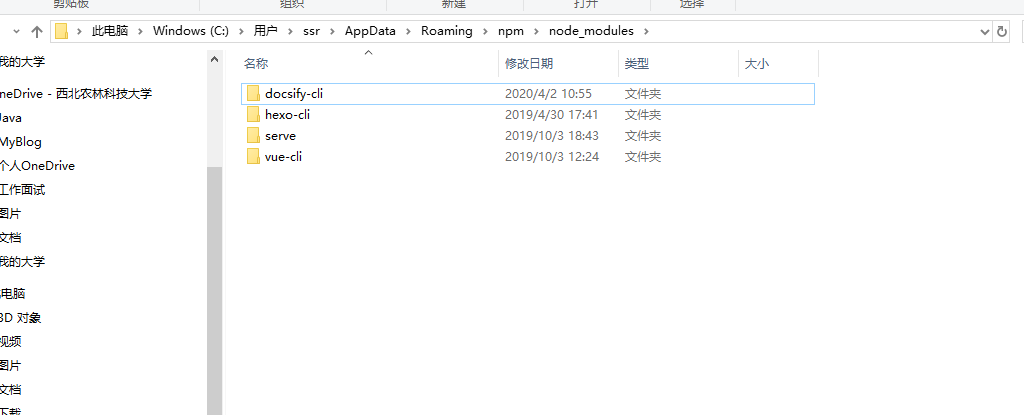 剪贴板 组织 新建 打开 选择
此电脑 Windows (C:) 用户 ssr AppData Roaming npm node_modules
我的大学
neDrive - 西北农林科技大学
Java
MyBlog
个人OneDrive
工作面试
图片
文档
我的大学
电脑
3D 对象
视频
图片
文档
下载
名称 修改日期 类型 大小
docsify-cli 2020/4/2 10:55 文件夹
hexo-cli 2019/4/30 17:41 文件夹
serve 2019/10/3 18:43 文件夹
vue-cli 2019/10/3 12:24 文件夹